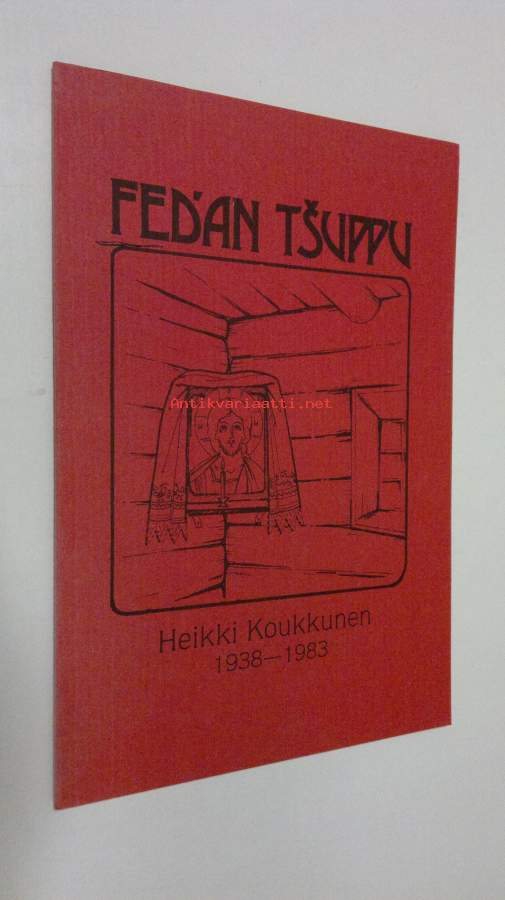 FEĎAN TŠUPPU
Antikvariaatti.net
Heikki Koukkunen
1938—1983